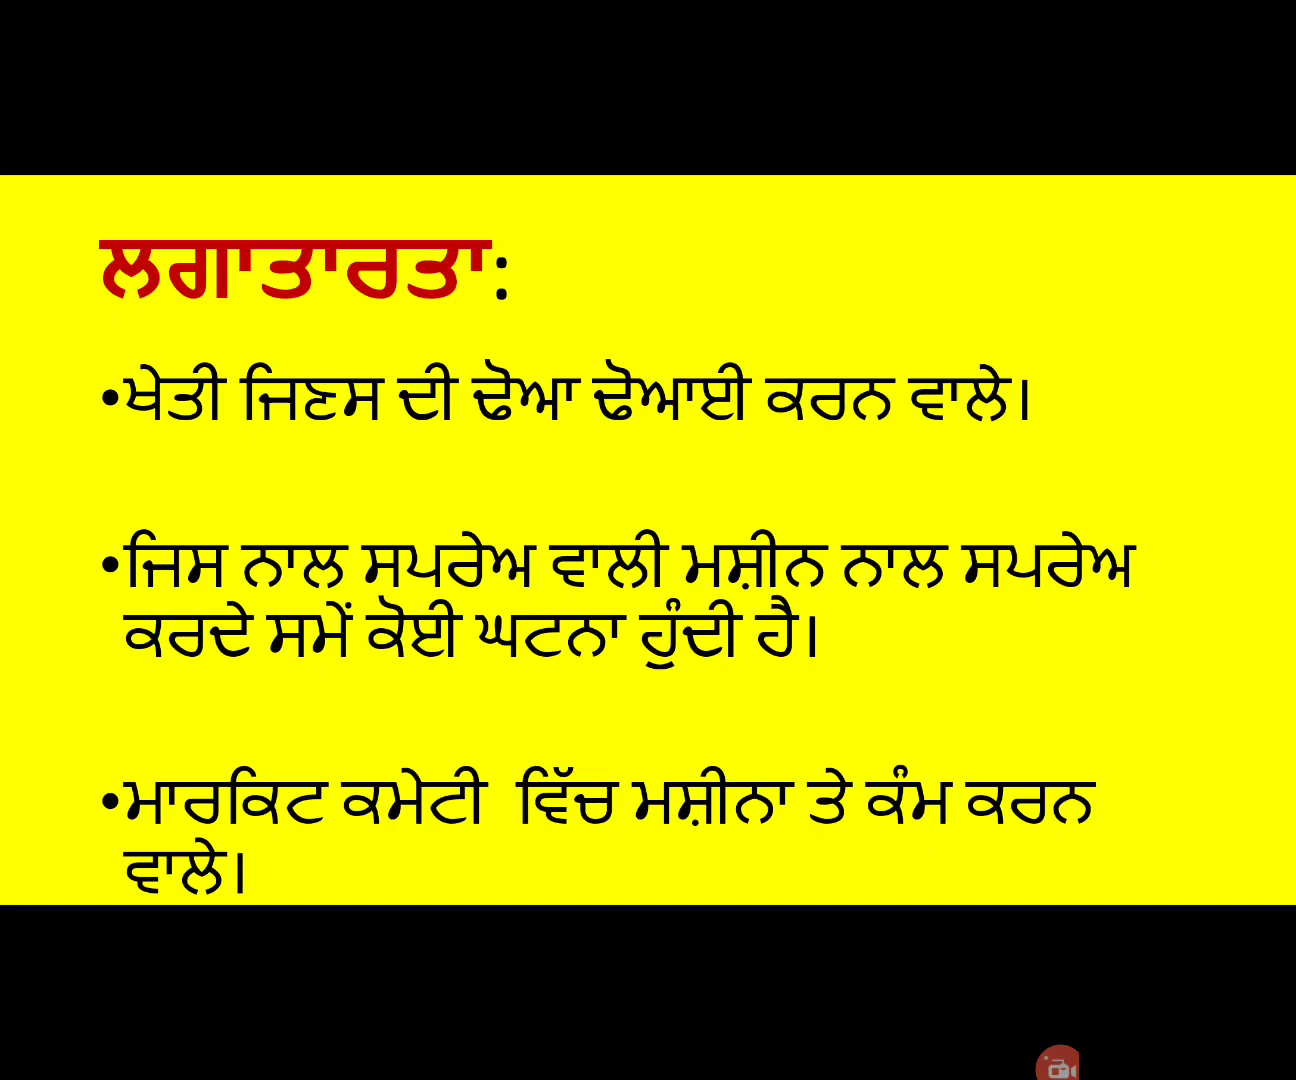 ਲਗਾਤਾਰਤਾ:
•ਖੇਤੀ ਜਿਣਸ ਦੀ ਢੋਆ ਢੋਆਈ ਕਰਨ ਵਾਲੇ।
•ਜਿਸ ਨਾਲ ਸਪਰੇਅ ਵਾਲੀ ਮਸ਼ੀਨ ਨਾਲ ਸਪਰੇਅ
ਕਰਦੇ ਸਮੇਂ ਕੋਈ ਘਟਨਾ ਹੁੰਦੀ ਹੈ।
•ਮਾਰਕਿਟ ਕਮੇਟੀ  ਵਿੱਚ ਮਸ਼ੀਨਾ ਤੇ ਕੰਮ ਕਰਨ
ਵਾਲੇ।